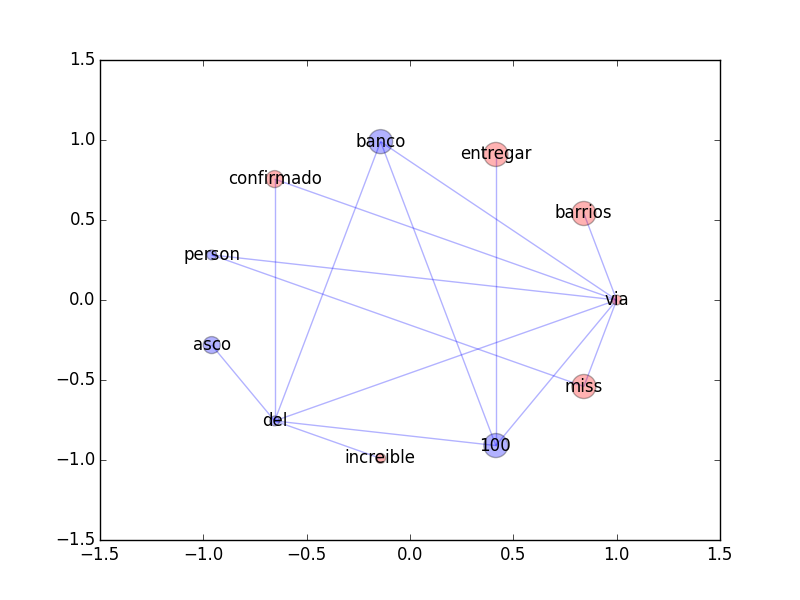 1.5
1.0
0.5
0.0
−0.5
−1.0
−1.5
banco
entregar
confirmado
barrios
person
via
asco
miss
del
100
increible
−1.5 −1.0 −0.5 0.0 0.5 1.0 1.5